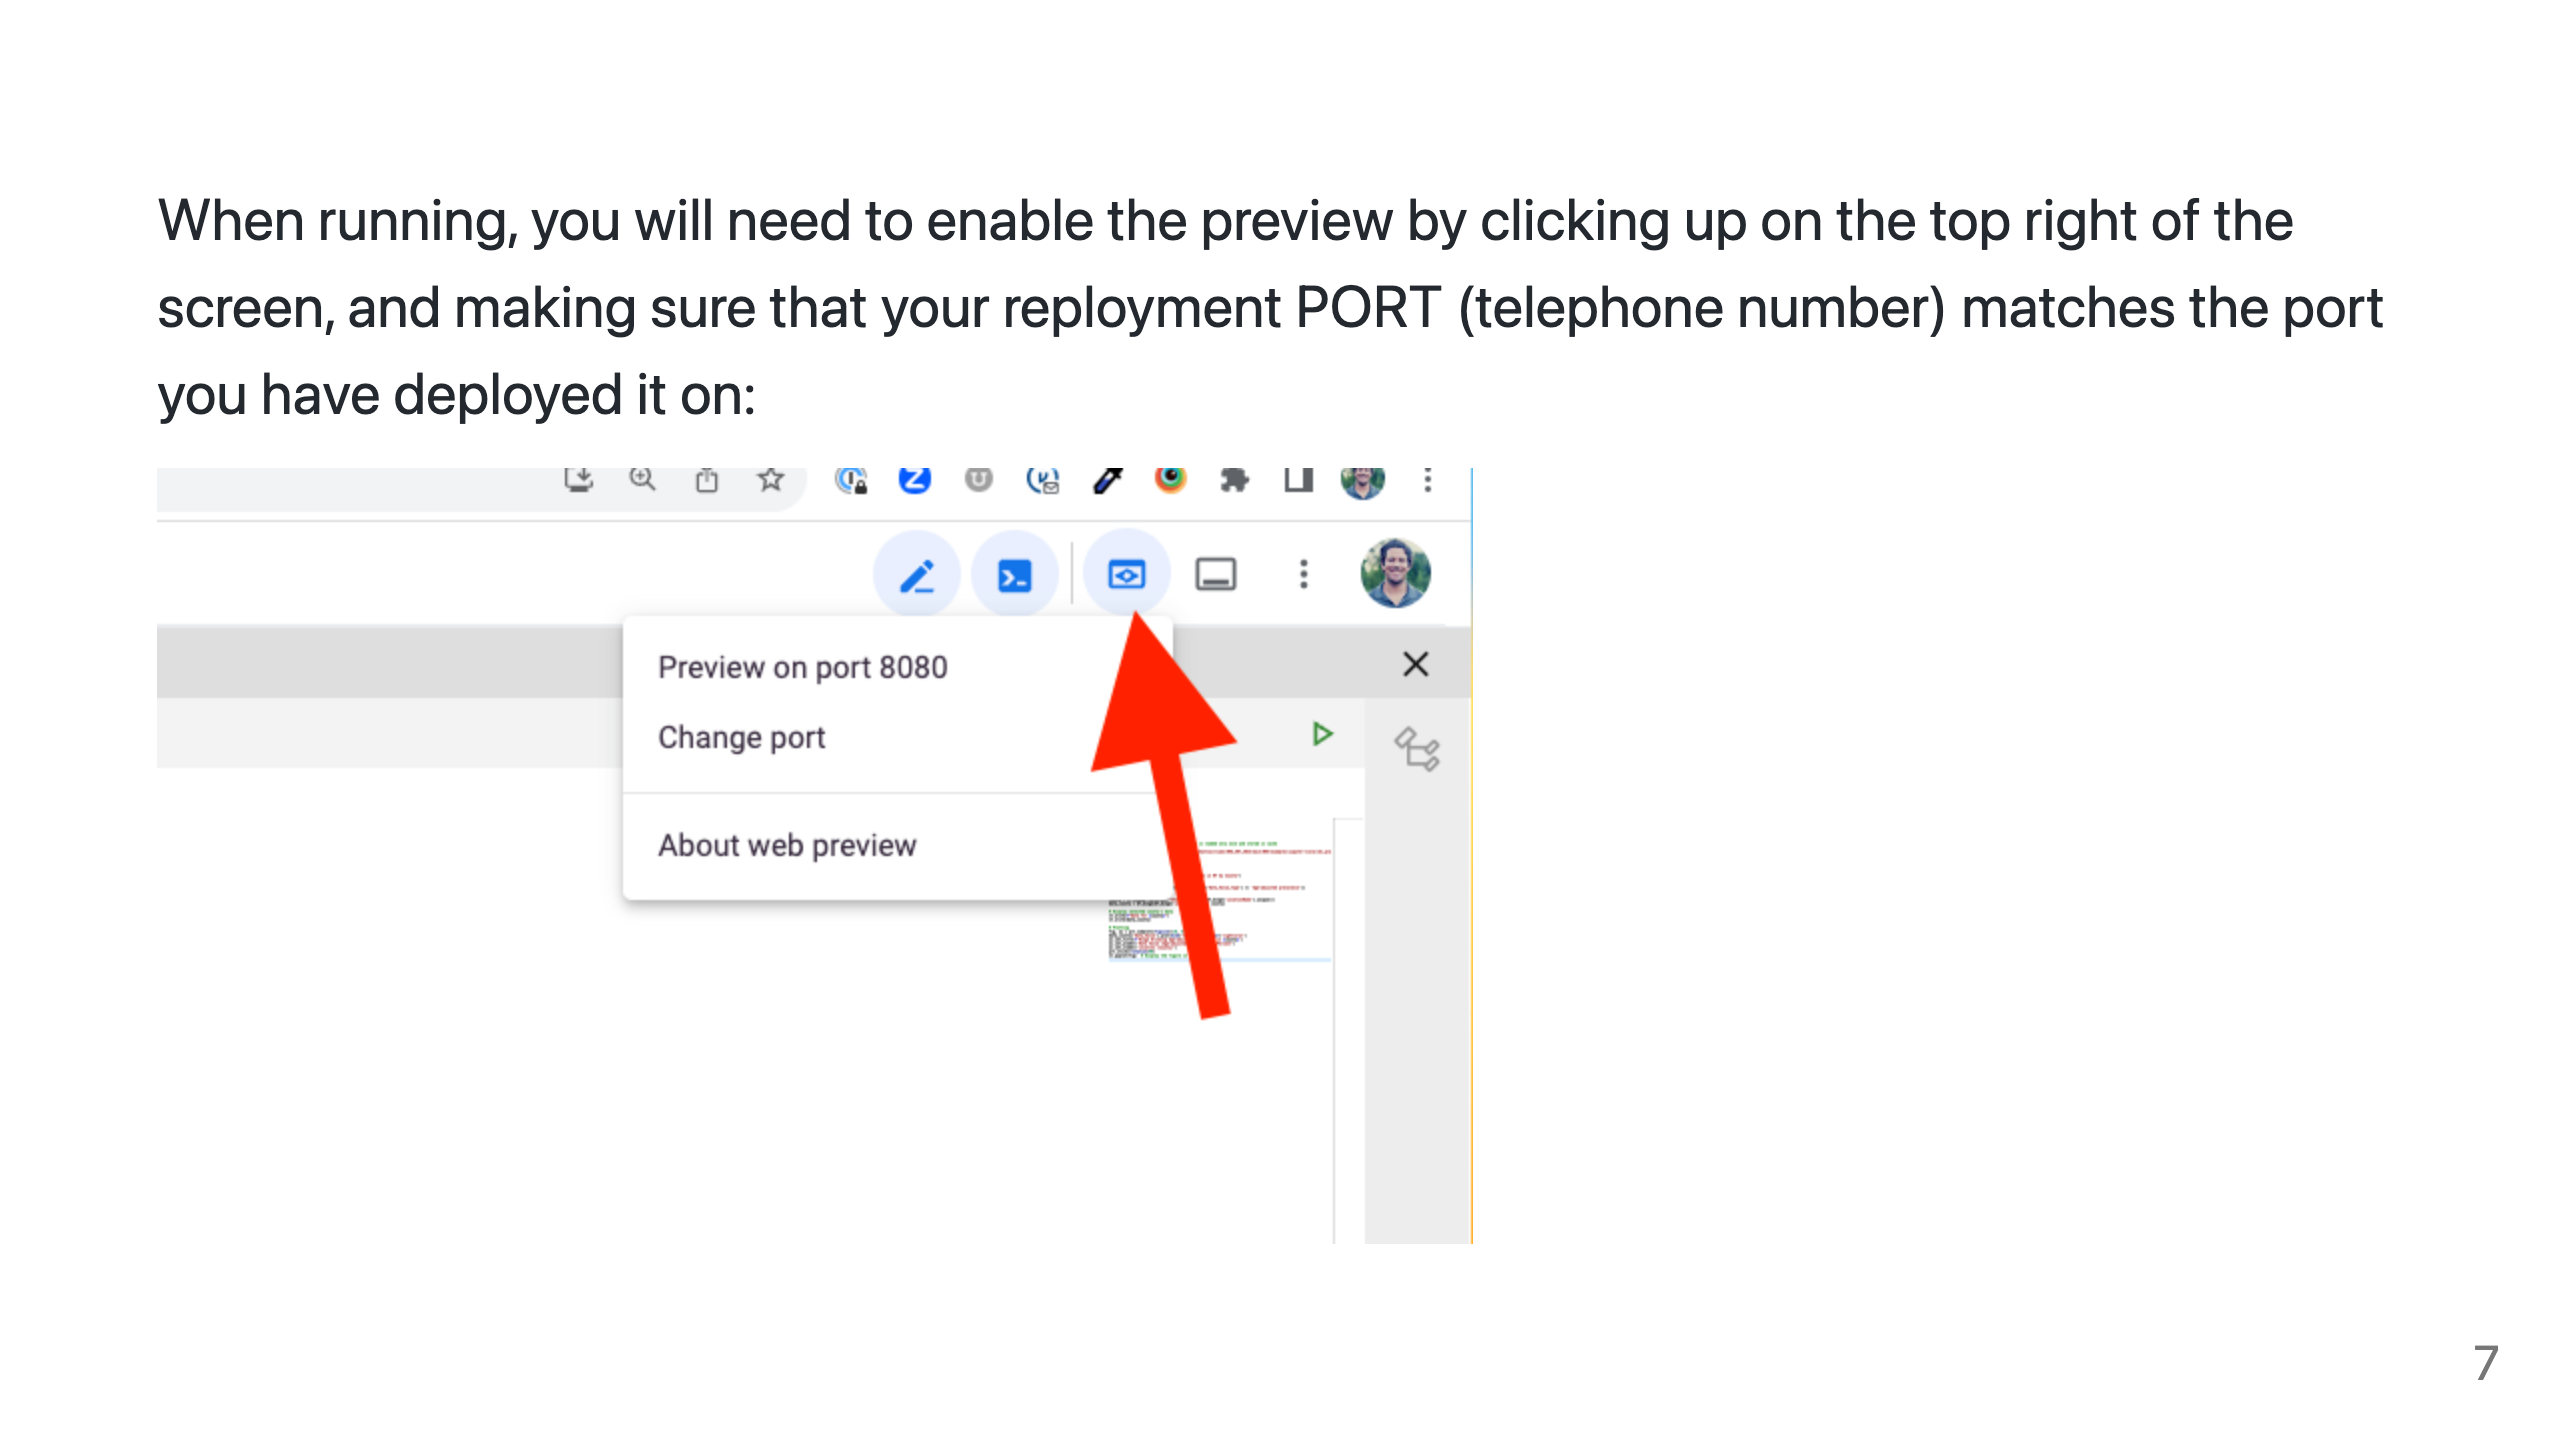 When running, you will need to enable the preview by clicking up on the top right of the
screen, and making sure that your reployment PORT (telephone number) matches the port
you have deployed it on:
Preview on port 8080
Change port
About web preview
7